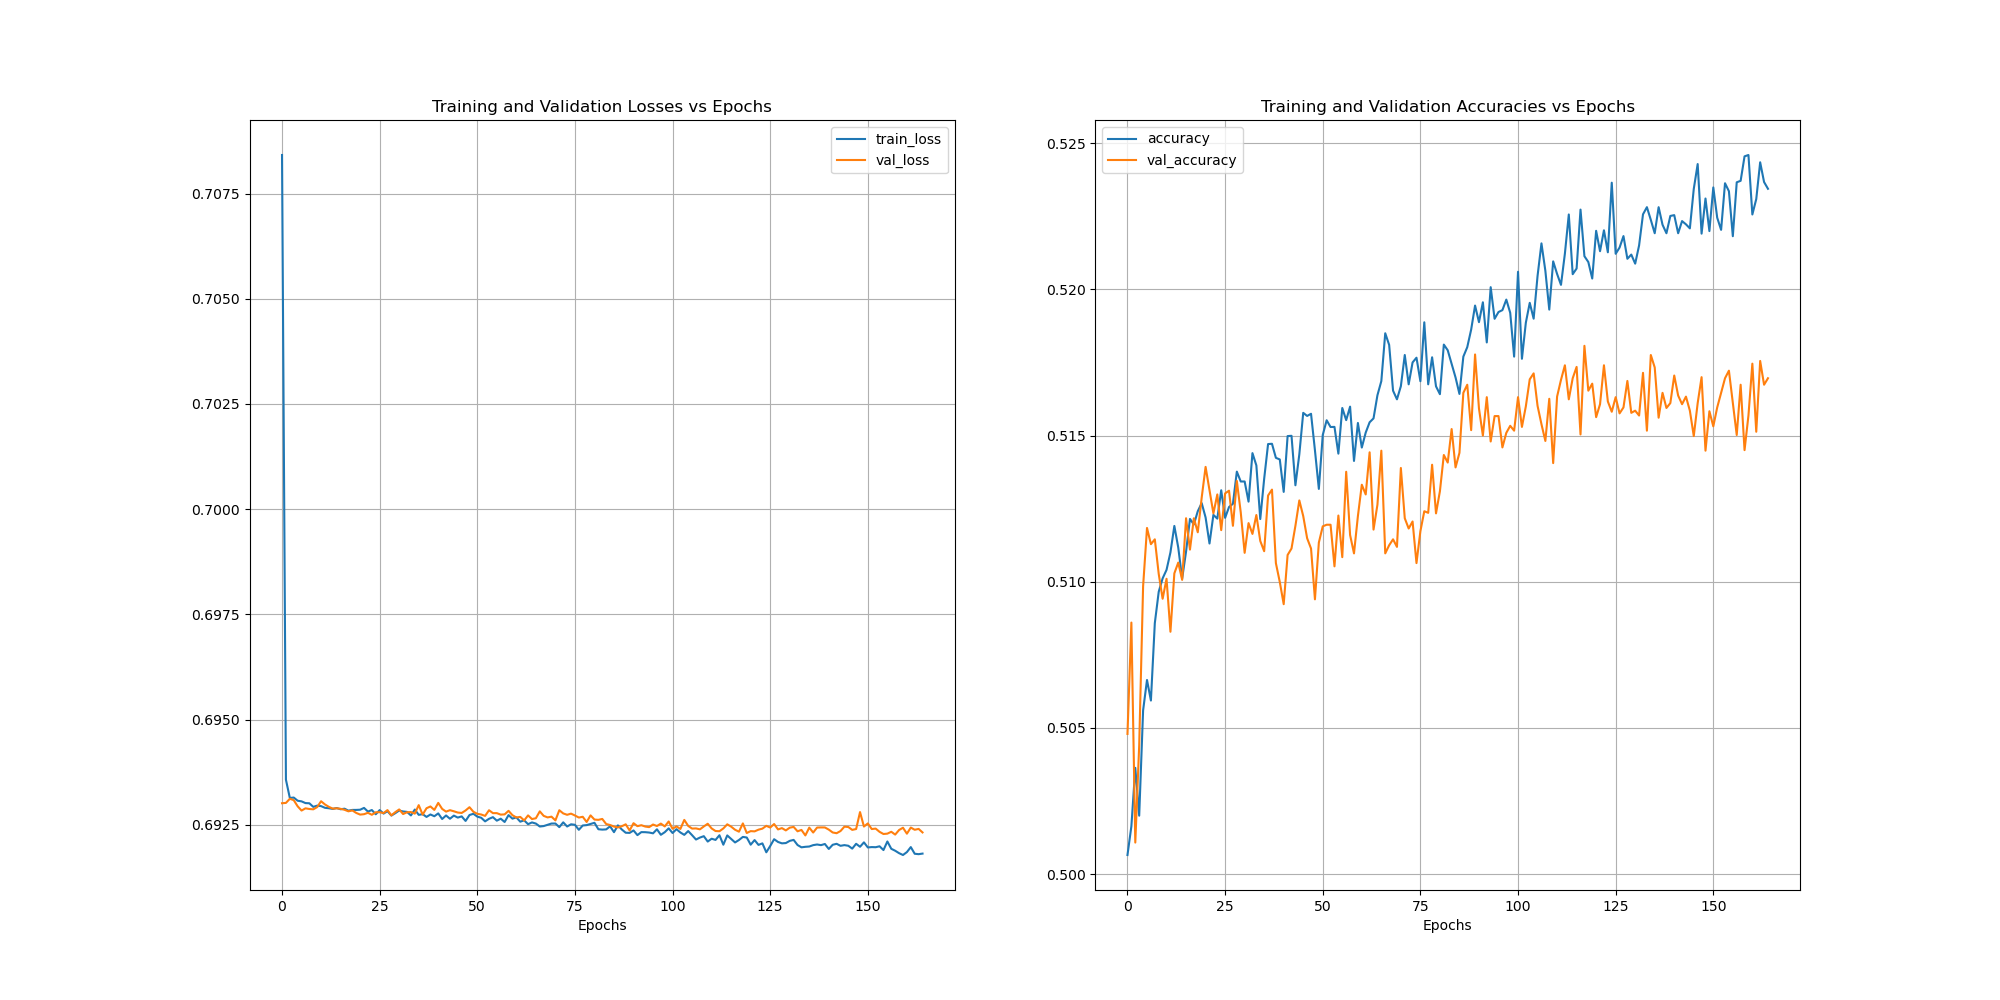 Training and Validation Losses vs Epochs
train_loss
val_loss
0.7075
0.7050
0.7025
0.7000
0.6975
0.6950
0.6925
0 25 50 75 100 125 150
Epochs
Training and Validation Accuracies vs Epochs
accuracy
val_accuracy
0.525
0.520
0.515
0.510
0.505
0.500
0 25 50 75 100 125 150
Epochs